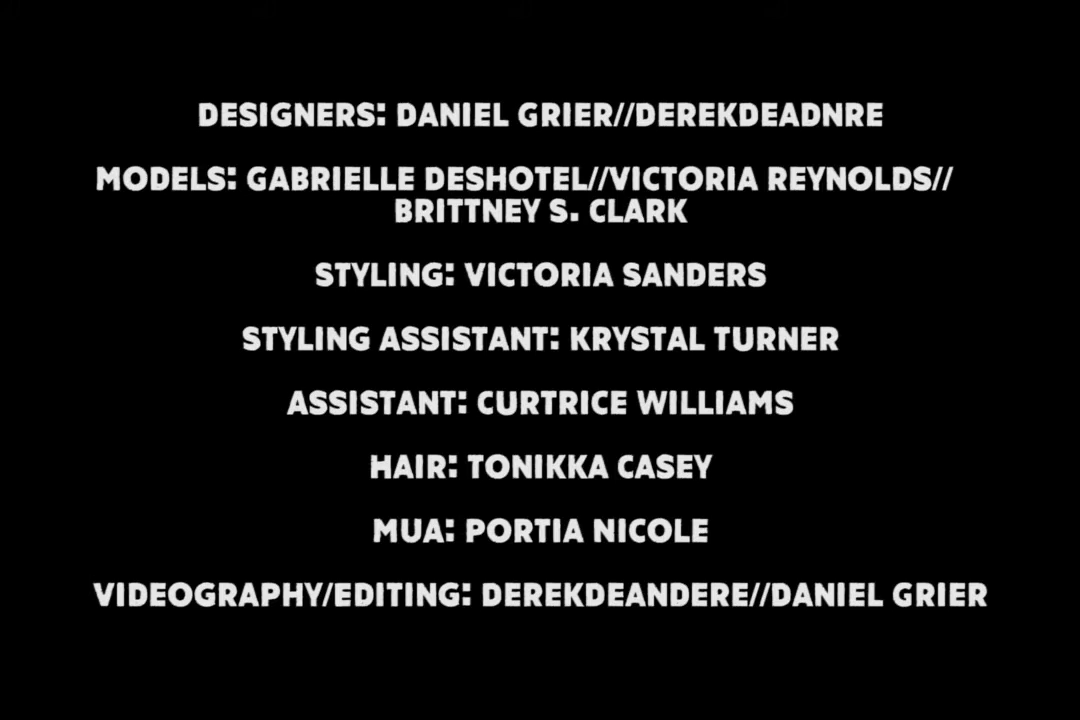 DESIGNERS: DANIEL GRIER//DEREKDEADNRE
MODELS: GABRIELLE DESHOTEL//VICTORIA REYNOLDS//
BRITTNEY S. CLARK
STYLING: VICTORIA SANDERS
STYLING ASSISTANT: KRYSTAL TURNER
ASSISTANT: CURTRICE WILLIAMS
HAIR: TONIKKA CASEY
MUA: PORTIA NICOLE
VIDEOGRAPHY/EDITING: DEREKDEANDERE//DANIEL GRIER